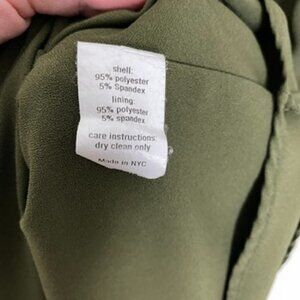 shell:
95% polyester
5% Spandex
lining:
95% polyester
5% spandex
care instructions:
dry clean only
Made in NYC